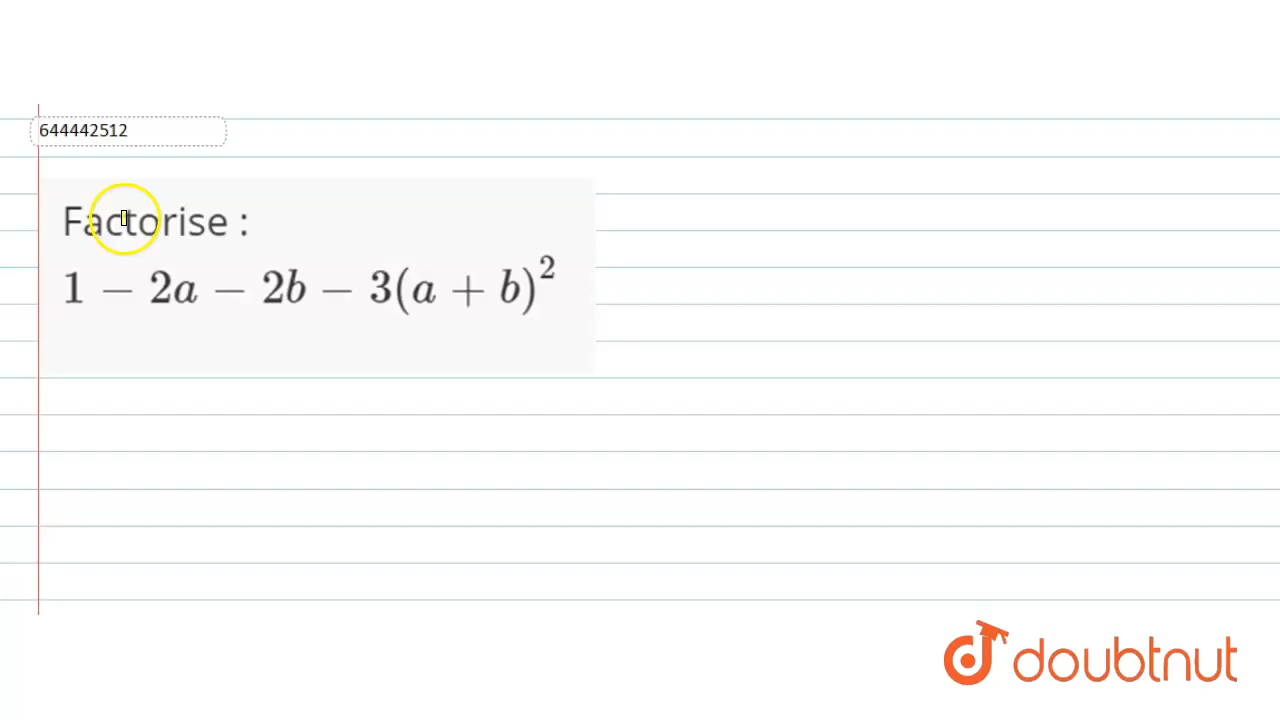 644442512
Factorise :
1 − 2a − 2b − 3(a + b)²
doubtnut